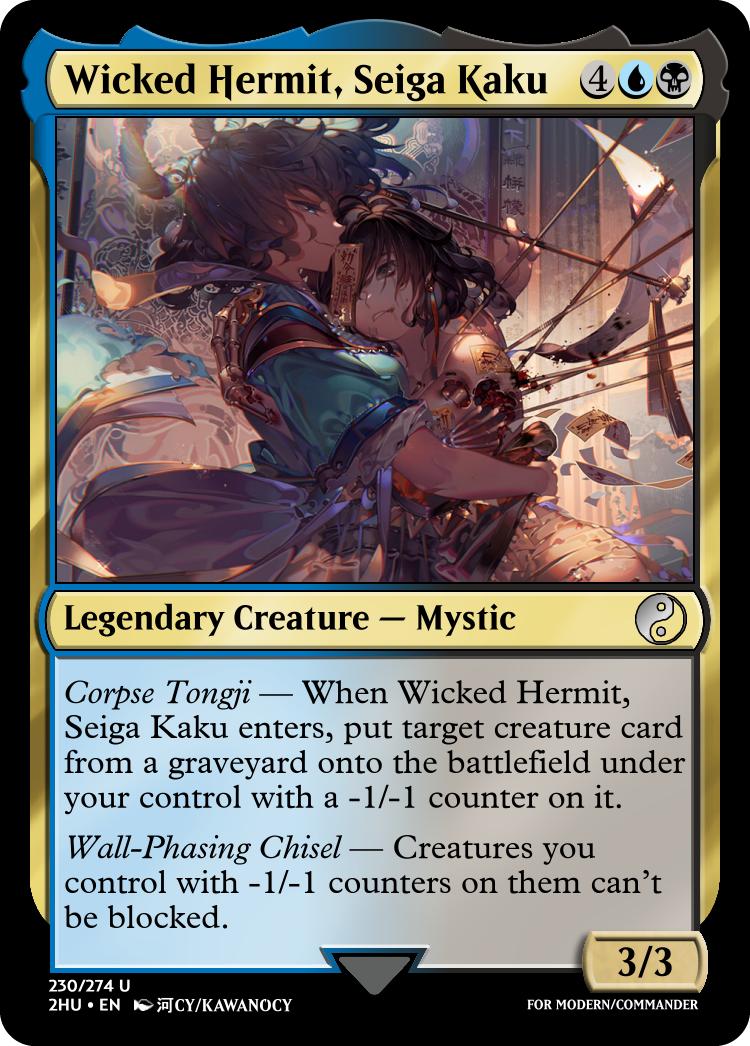 Wicked Hermit, Seiga Kaku 4
Legendary Creature — Mystic
Corpse Tongji — When Wicked Hermit,
Seiga Kaku enters, put target creature card
from a graveyard onto the battlefield under
your control with a -1/-1 counter on it.
Wall-Phasing Chisel — Creatures you
control with -1/-1 counters on them can't
be blocked.
3/3
230/274 U
2HU • EN 河CY/KAWANOCY
FOR MODERN/COMMANDER